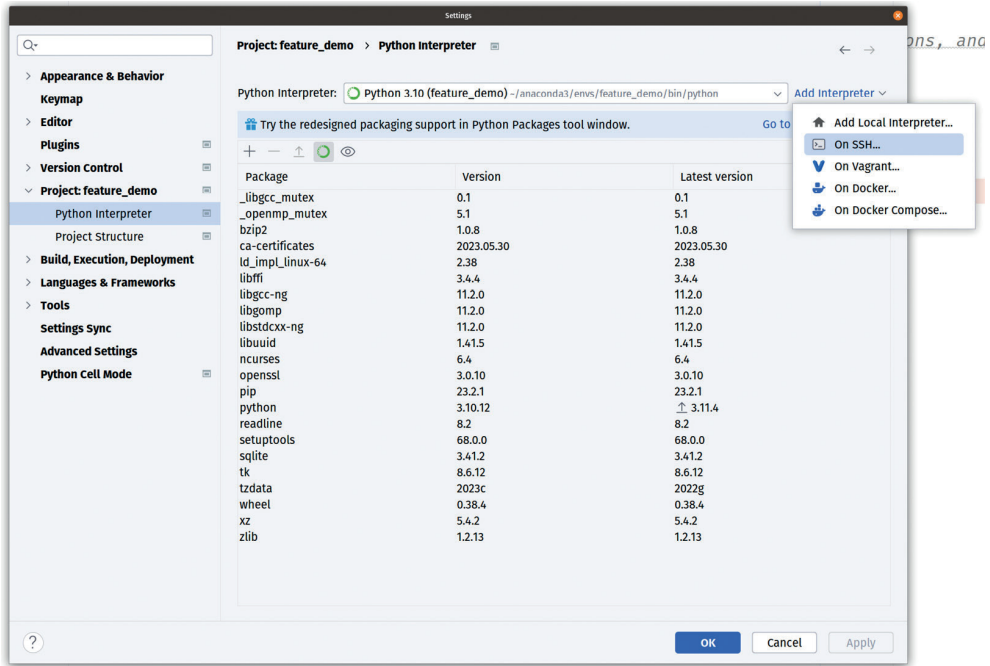 Settings
ons, and
Project: feature_demo > Python Interpreter
Appearance & Behavior
Keymap
Editor
Plugins
Version Control
Project: feature_demo
Python Interpreter
Project Structure
Build, Execution, Deployment
Languages & Frameworks
Tools
Settings Sync
Advanced Settings
Python Cell Mode
Python Interpreter: Python 3.10 (feature_demo) ~/anaconda3/envs/feature_demo/bin/python Add Interpreter
Try the redesigned packaging support in Python Packages tool window. Go to
Add Local Interpreter...
On SSH...
On Vagrant...
On Docker...
On Docker Compose...
Package Version Latest version
_libgcc_mutex 0.1 0.1
_openmp_mutex 5.1 5.1
bzip2 1.0.8 1.0.8
ca-certificates 2023.05.30 2023.05.30
ld_impl_linux-64 2.38 2.38
libffi 3.4.4 3.4.4
libgcc-ng 11.2.0 11.2.0
libgomp 11.2.0 11.2.0
libstdcxx-ng 11.2.0 11.2.0
libuuid 1.41.5 1.41.5
ncurses 6.4 6.4
openssl 3.0.10 3.0.10
pip 23.2.1 23.2.1
python 3.10.12 3.11.4
readline 8.2 8.2
setuptools 68.0.0 68.0.0
sqlite 3.41.2 3.41.2
tk 8.6.12 8.6.12
tzdata 2023c 2022g
wheel 0.38.4 0.38.4
xz 5.4.2 5.4.2
zlib 1.2.13 1.2.13
?
OK Cancel Apply